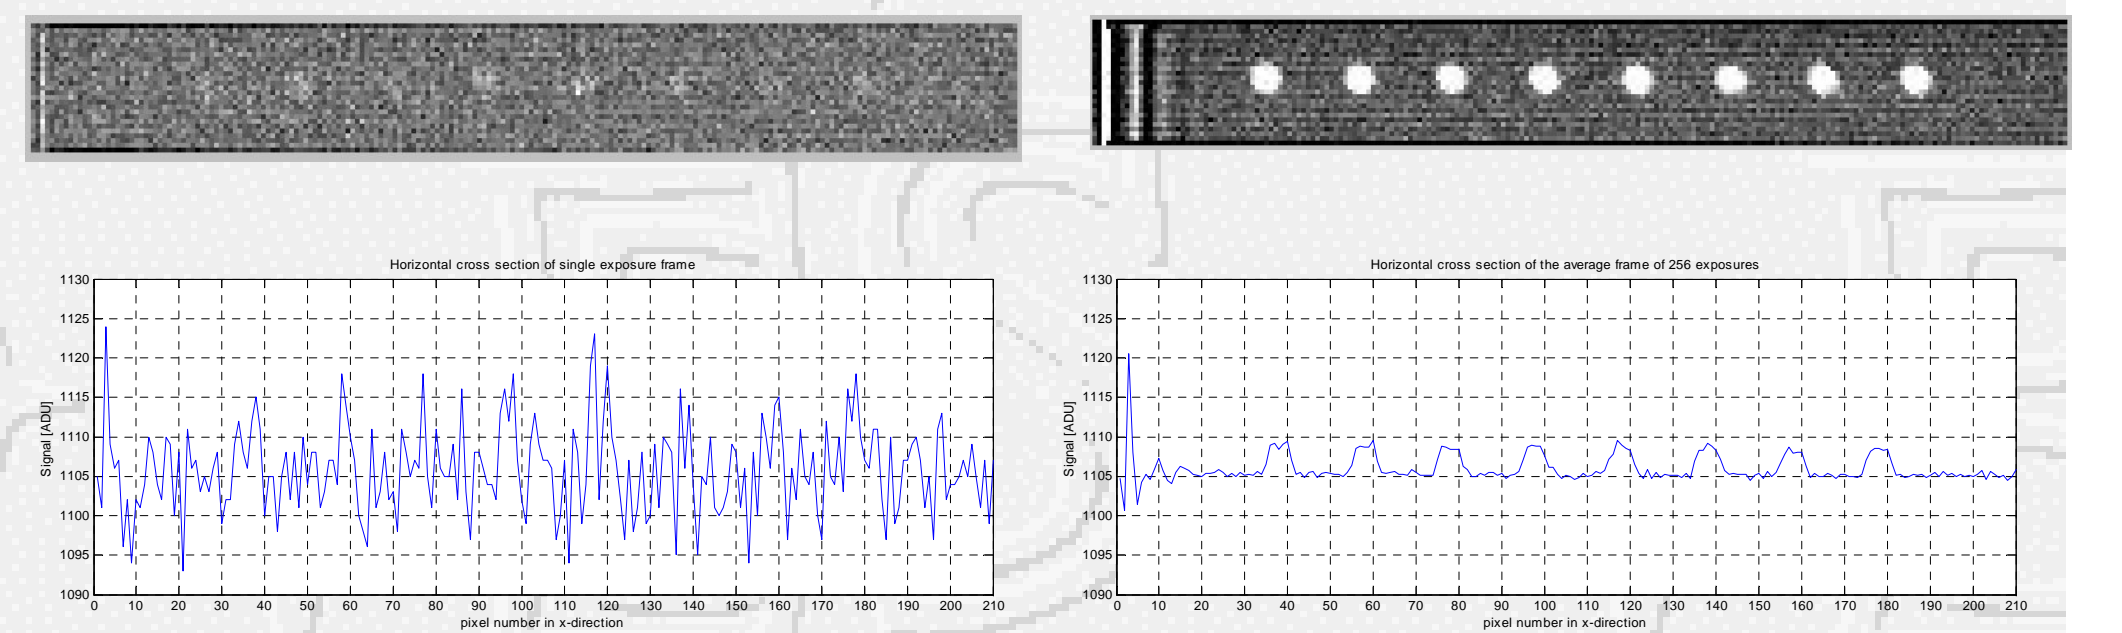 Horizontal cross section of single exposure frame
1130
1125
1120
1115
1110
1105
1100
1095
1090
Signal [ADU]
0 10 20 30 40 50 60 70 80 90 100 110 120 130 140 150 160 170 180 190 200 210
pixel number in x-direction
Horizontal cross section of the average frame of 256 exposures
1130
1125
1120
1115
1110
1105
1100
1095
1090
Signal [ADU]
0 10 20 30 40 50 60 70 80 90 100 110 120 130 140 150 160 170 180 190 200 210
pixel number in x-direction